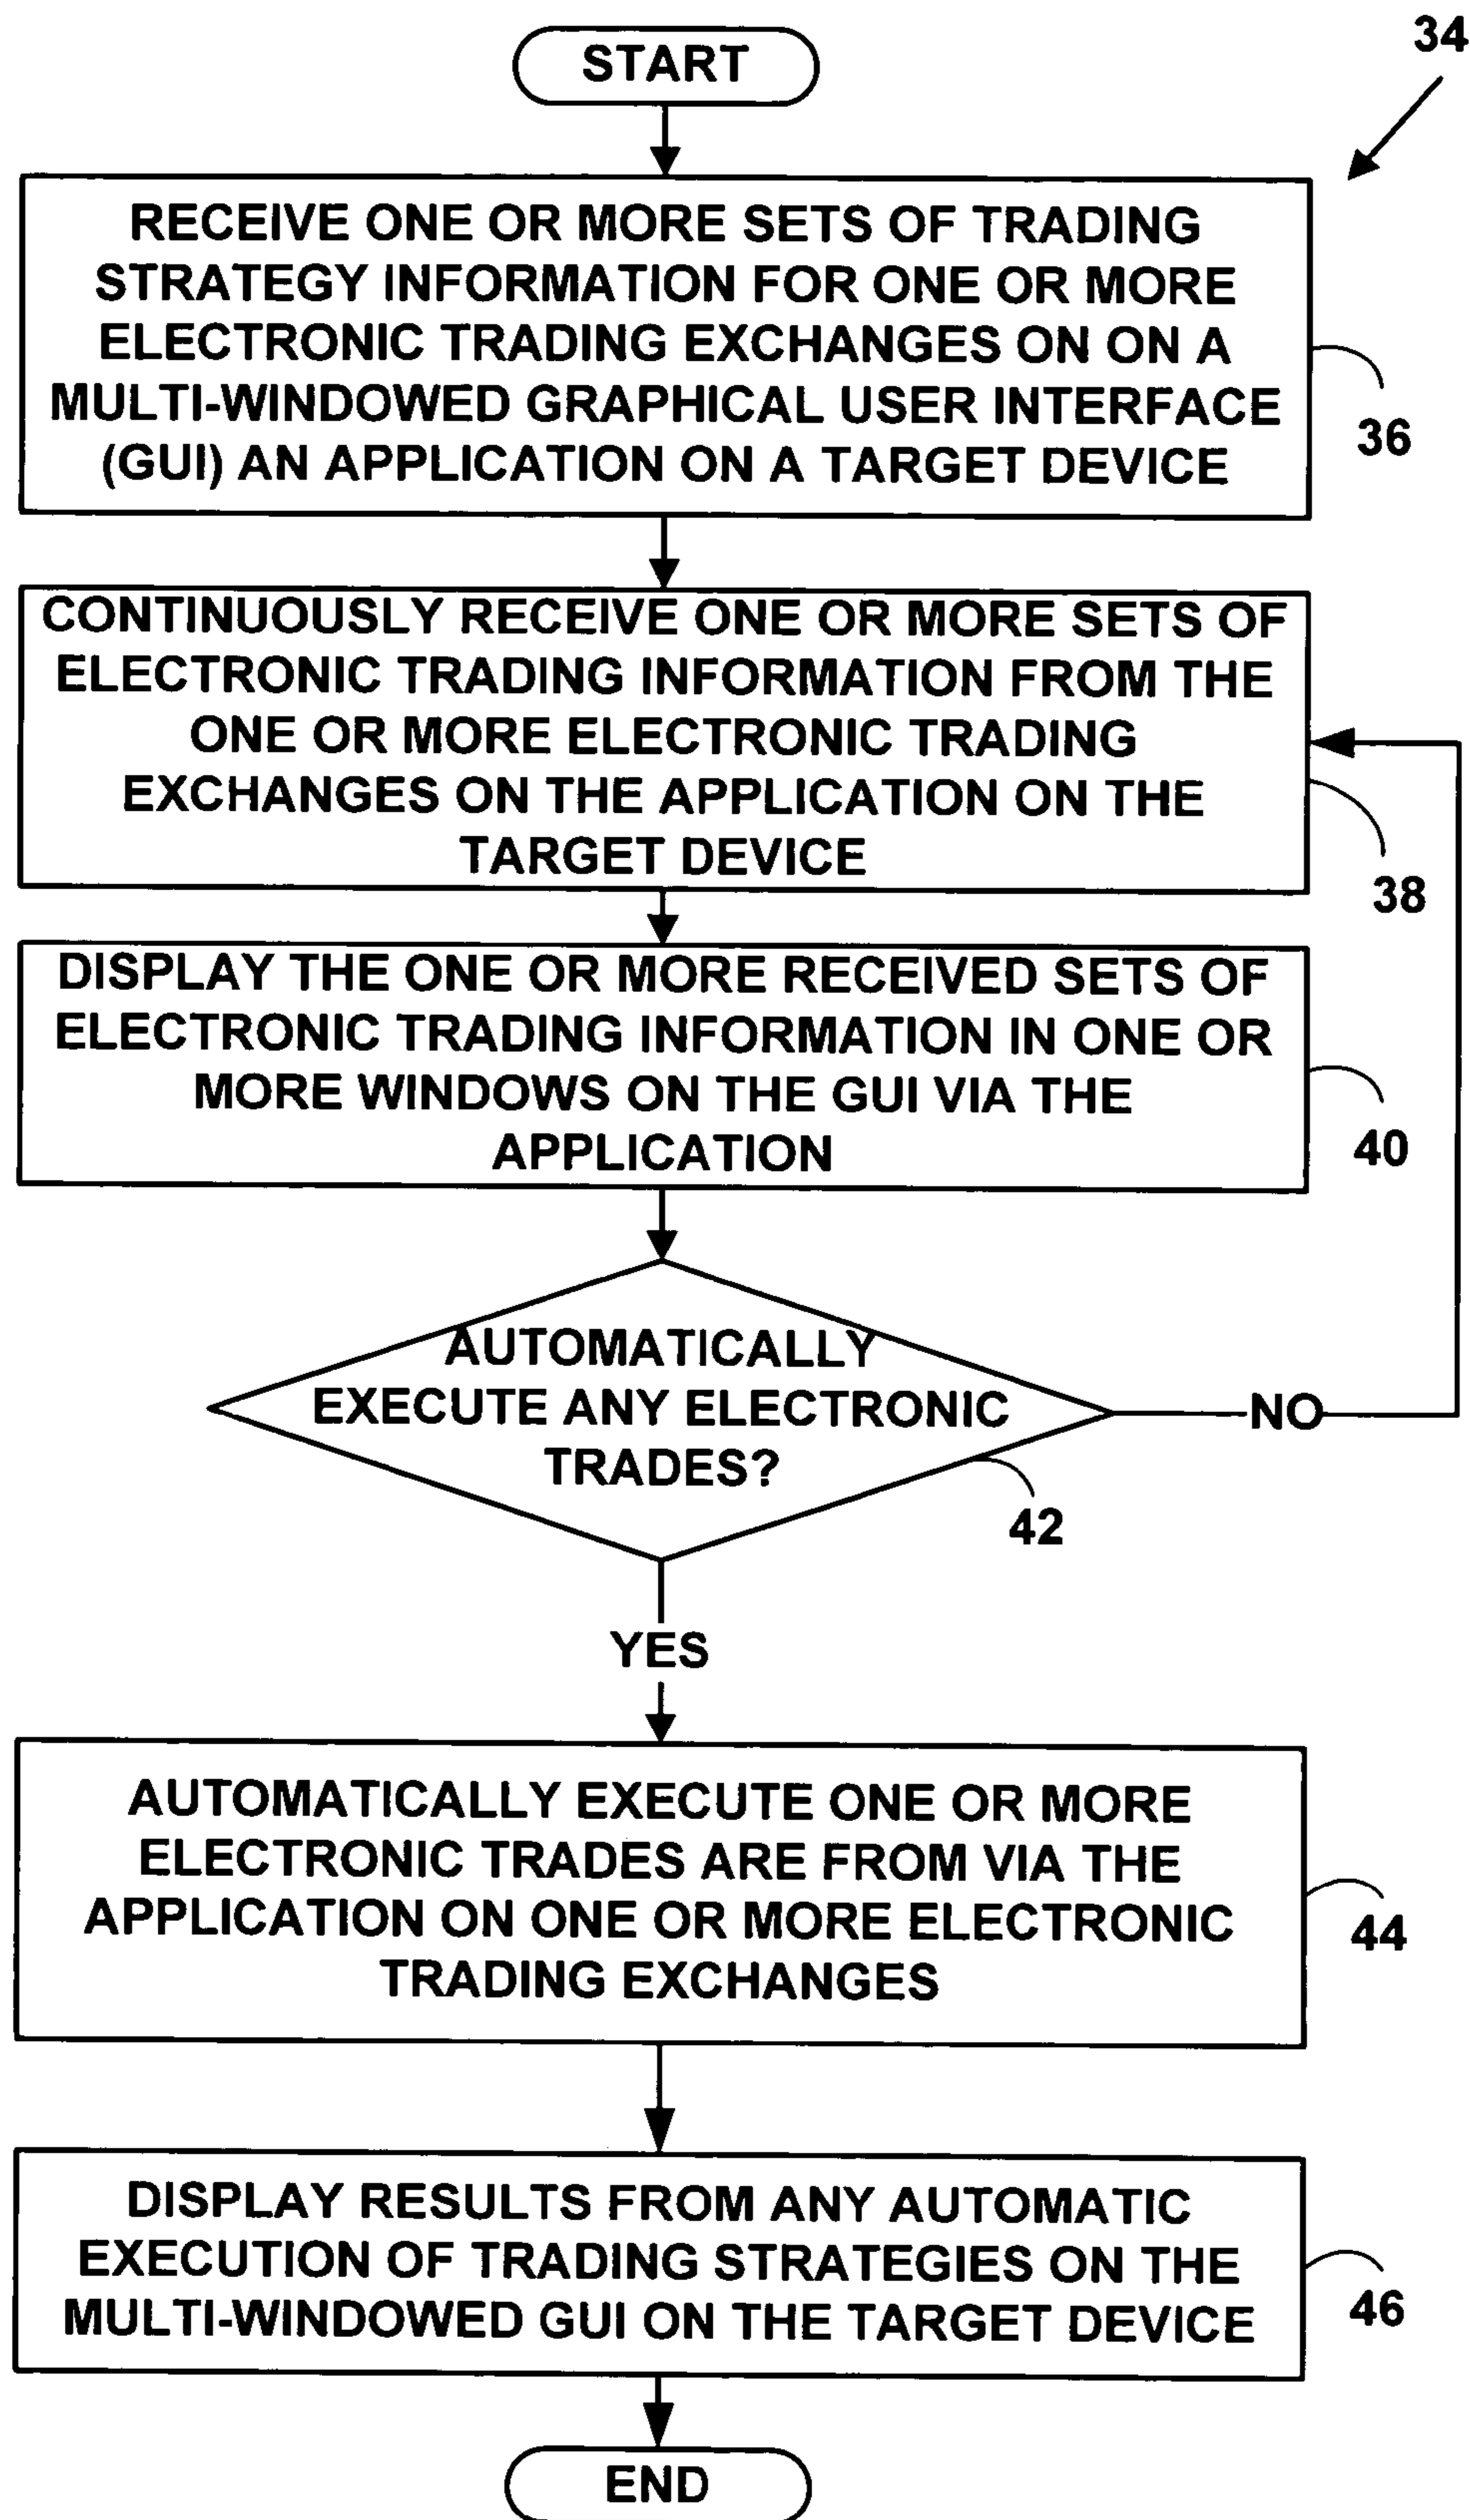 START
34
RECEIVE ONE OR MORE SETS OF TRADING
STRATEGY INFORMATION FOR ONE OR MORE
ELECTRONIC TRADING EXCHANGES ON ON A
MULTI-WINDOWED GRAPHICAL USER INTERFACE
(GUI) AN APPLICATION ON A TARGET DEVICE
36
CONTINUOUSLY RECEIVE ONE OR MORE SETS OF
ELECTRONIC TRADING INFORMATION FROM THE
ONE OR MORE ELECTRONIC TRADING
EXCHANGES ON THE APPLICATION ON THE
TARGET DEVICE
38
DISPLAY THE ONE OR MORE RECEIVED SETS OF
ELECTRONIC TRADING INFORMATION IN ONE OR
MORE WINDOWS ON THE GUI VIA THE
APPLICATION
40
AUTOMATICALLY
EXECUTE ANY ELECTRONIC
TRADES?
NO
42
YES
AUTOMATICALLY EXECUTE ONE OR MORE
ELECTRONIC TRADES ARE FROM VIA THE
APPLICATION ON ONE OR MORE ELECTRONIC
TRADING EXCHANGES
44
DISPLAY RESULTS FROM ANY AUTOMATIC
EXECUTION OF TRADING STRATEGIES ON THE
MULTI-WINDOWED GUI ON THE TARGET DEVICE
46
END